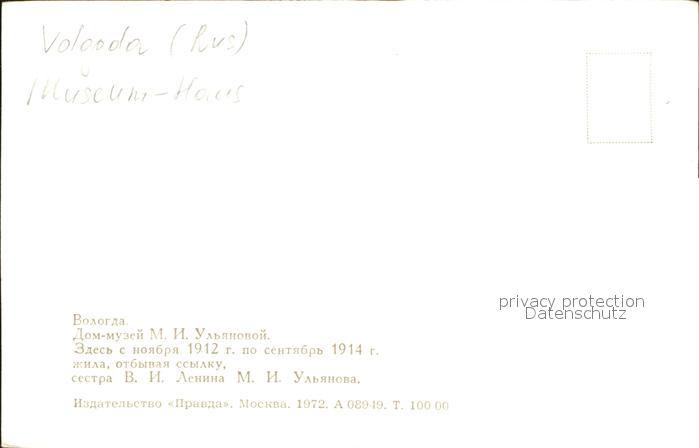 Volgoda (Rus)
Museum-Haus
privacy protection
Datenschutz
Вологда.
Дом-музей М. И. Ульяновой.
Здесь с ноября 1912 г. по сентябрь 1914 г.
жила, отбывая ссылку,
сестра В. И. Ленина М. И. Ульянова.
Издательство «Правда». Москва. 1972. А 08949. Т. 100 00